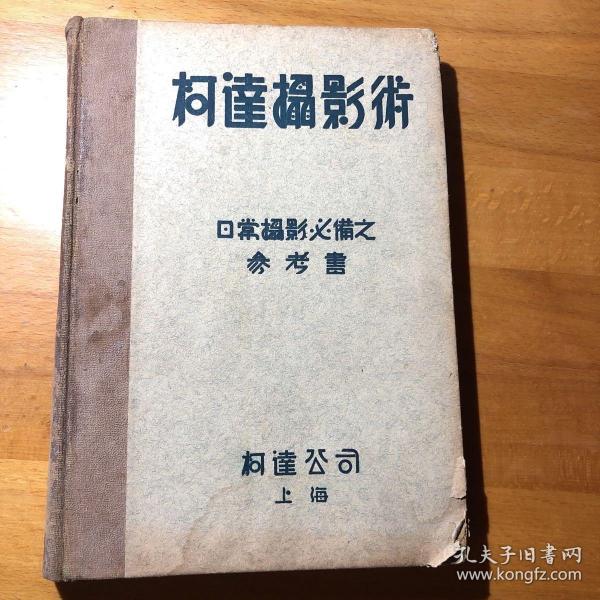 柯達攝影術
日常攝影必備之
參考書
柯達公司
上海
孔夫子旧書网
www.kongfz.com